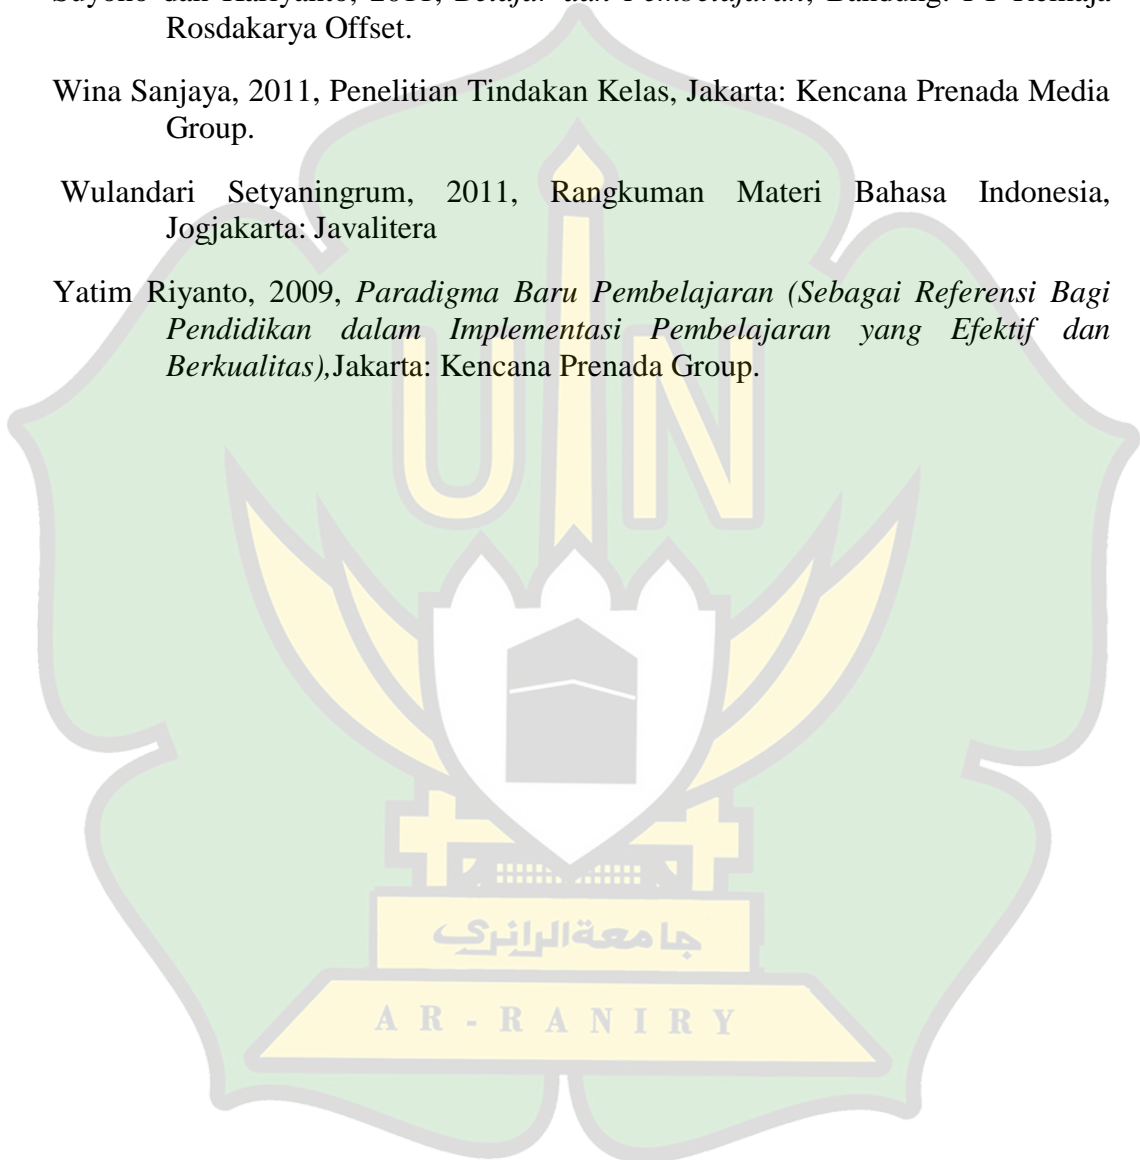 Rosdakarya Offset.
Wina Sanjaya, 2011, Penelitian Tindakan Kelas, Jakarta: Kencana Prenada Media
Group.
Wulandari Setyaningrum, 2011, Rangkuman Materi Bahasa Indonesia,
Jogjakarta: Javalitera
Yatim Riyanto, 2009, Paradigma Baru Pembelajaran (Sebagai Referensi Bagi
Pendidikan dalam Implementasi Pembelajaran yang Efektif dan
Berkualitas),Jakarta: Kencana Prenada Group.
UIN
جامعةالرانري
AR-RANIRY